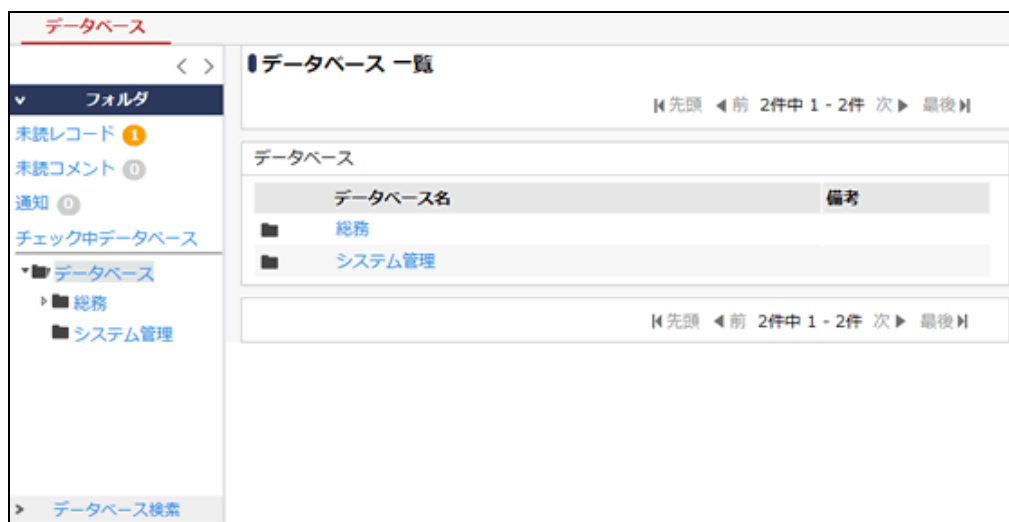 データベース
< >
フォルダ
未読レコード 1
未読コメント 0
通知 0
チェック中データベース
データベース
総務
システム管理
データベース検索
データベース 一覧
先頭 前 2件中 1 - 2件 次 最後
データベース
データベース名 備考
総務
システム管理
先頭 前 2件中 1 - 2件 次 最後